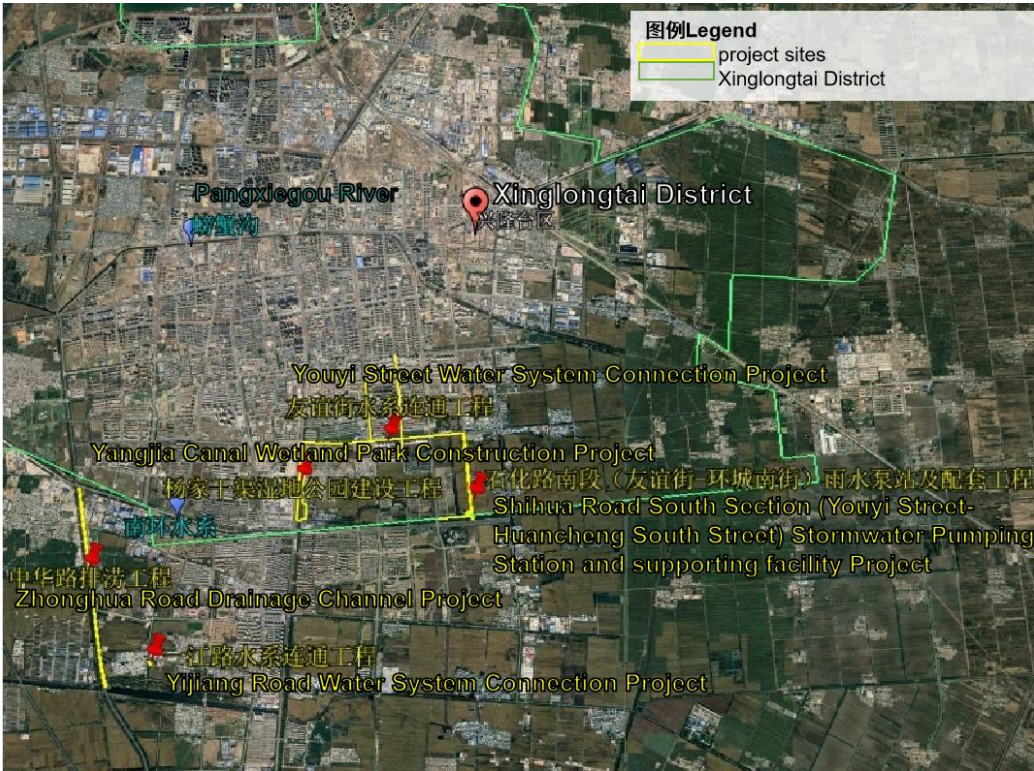 图例Legend
project sites
Xinglongtai District
Pangxiegou River
螃蟹沟
Xinglongtai District
兴隆台区
Youyi Street Water System Connection Project
友谊街水系连通工程
Yangjia Canal Wetland Park Construction Project
杨家干渠湿地公园建设工程
石化路南段（友谊街-环城南街）雨水泵站及配套工程
Shihua Road South Section (Youyi Street-
Huancheng South Street) Stormwater Pumping
Station and supporting facility Project
南环水系
中华路排涝工程
Zhonghua Road Drainage Channel Project
一江路水系连通工程
Yijiang Road Water System Connection Project